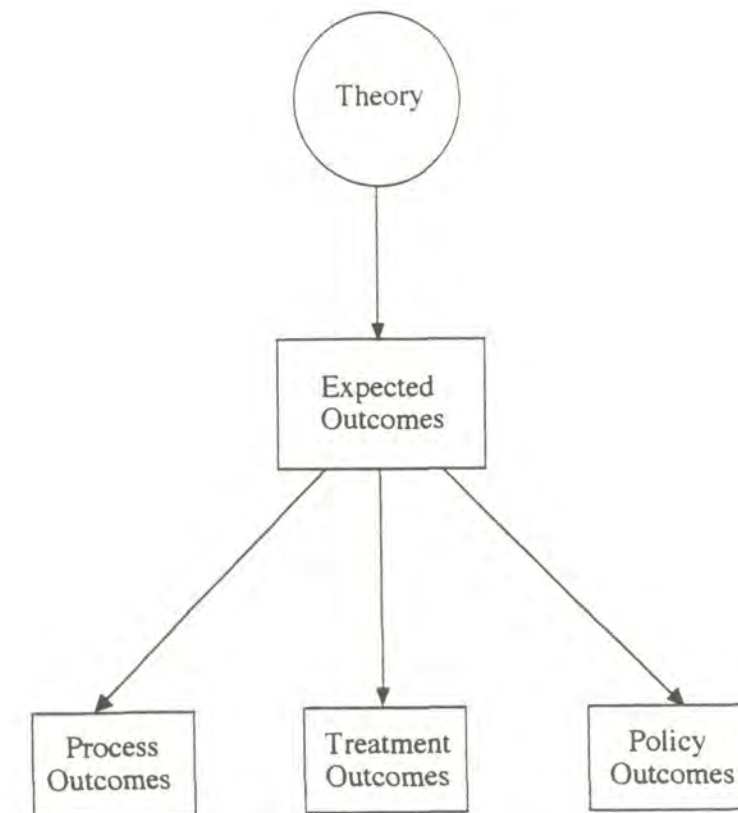 Theory
Expected
Outcomes
Process
Outcomes
Treatment
Outcomes
Policy
Outcomes